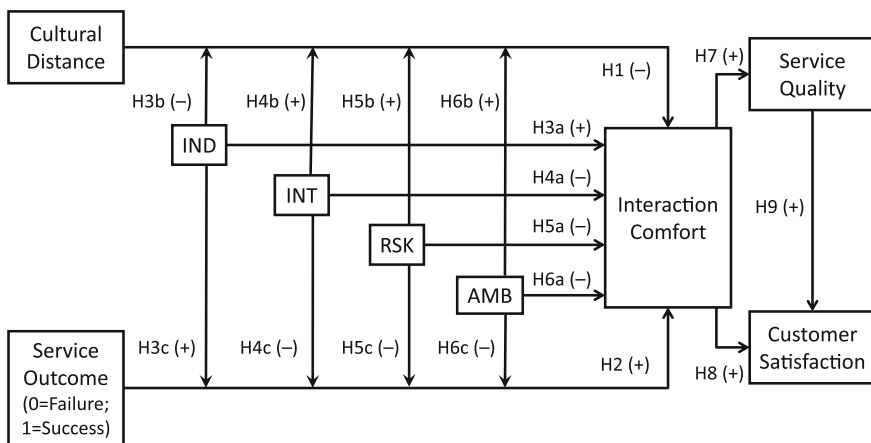 Cultural
Distance
H3b (–)
H4b (+)
H5b (+)
H6b (+)
H1 (–)
H7 (+)
Service
Quality
IND
H3a (+)
INT
H4a (–)
RSK
H5a (–)
AMB
H6a (–)
Interaction
Comfort
H9 (+)
Service
Outcome
(0=Failure;
1=Success)
H3c (+)
H4c (–)
H5c (–)
H6c (–)
H2 (+)
H8 (+)
Customer
Satisfaction